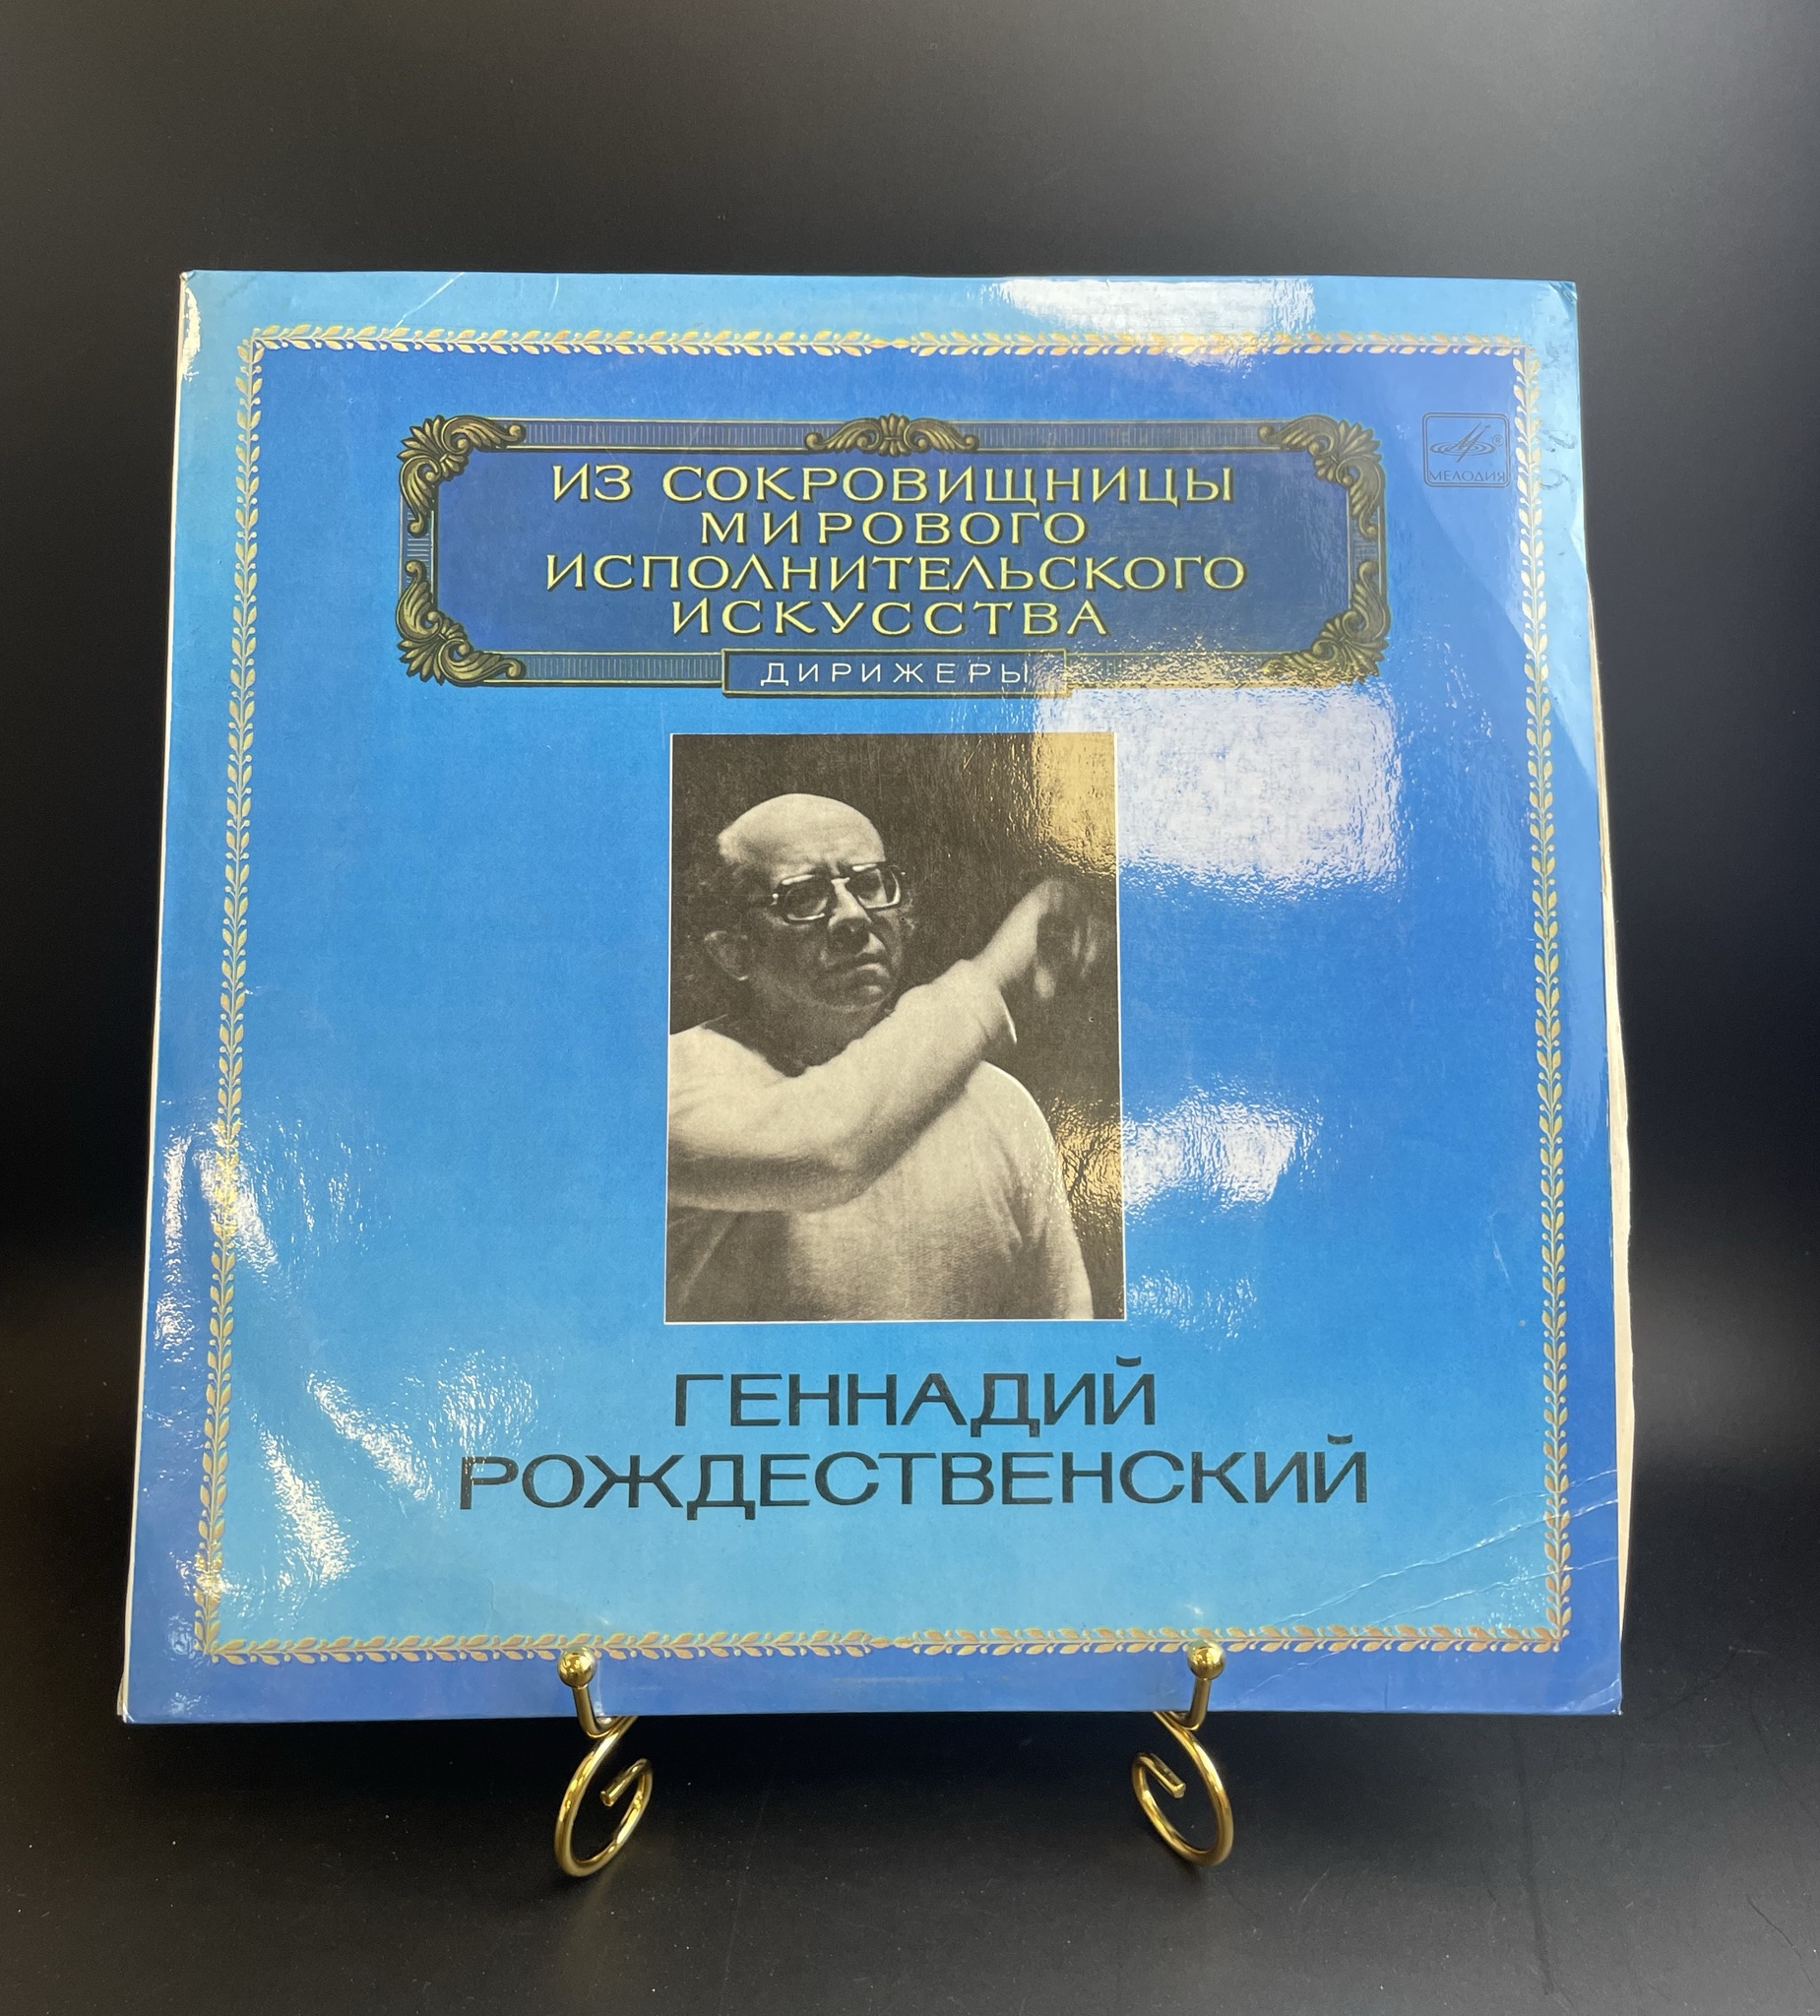 ИЗ СОКРОВИЩНИЦЫ
МИРОВОГО
ИСПОЛНИТЕЛЬСКОГО
ИСКУССТВА
ДИРИЖЕРЫ
МЕЛОДИЯ
ГЕННАДИЙ
РОЖДЕСТВЕНСКИЙ